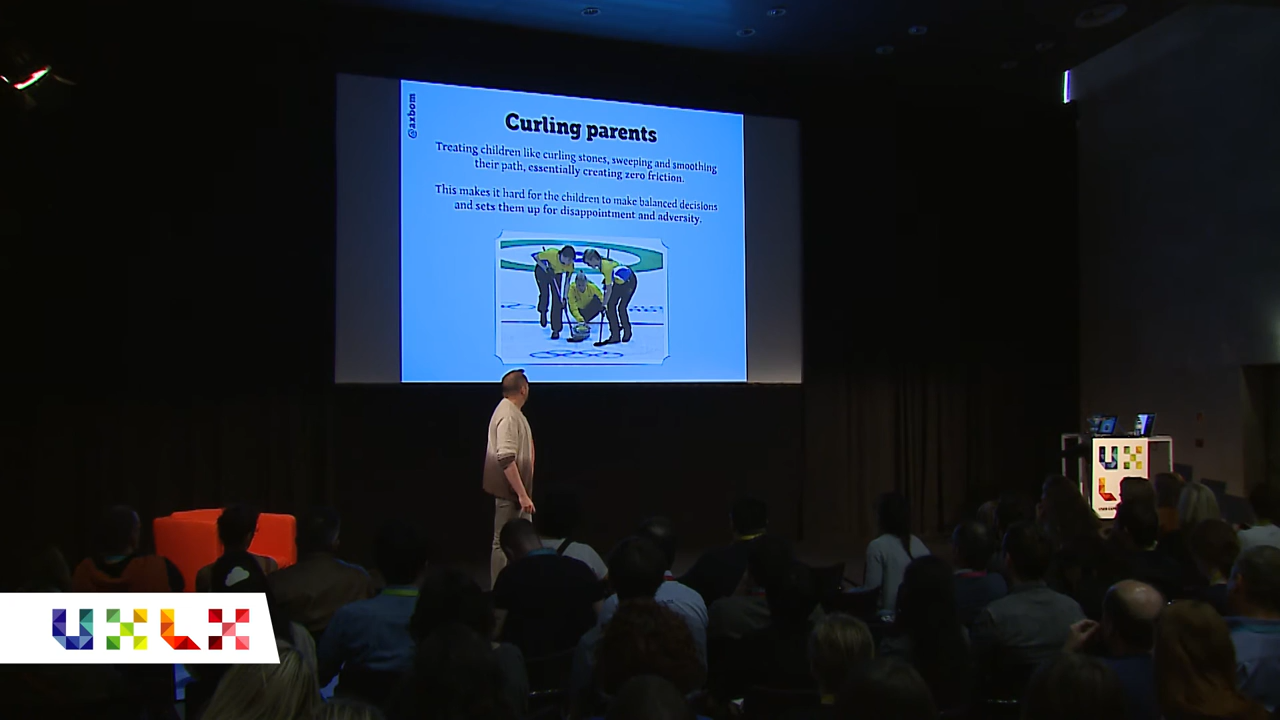 @axbom
Curling parents
Treating children like curling stones, sweeping and smoothing
their path, essentially creating zero friction.
This makes it hard for the children to make balanced decisions
and sets them up for disappointment and adversity.
UX
L
UXLX